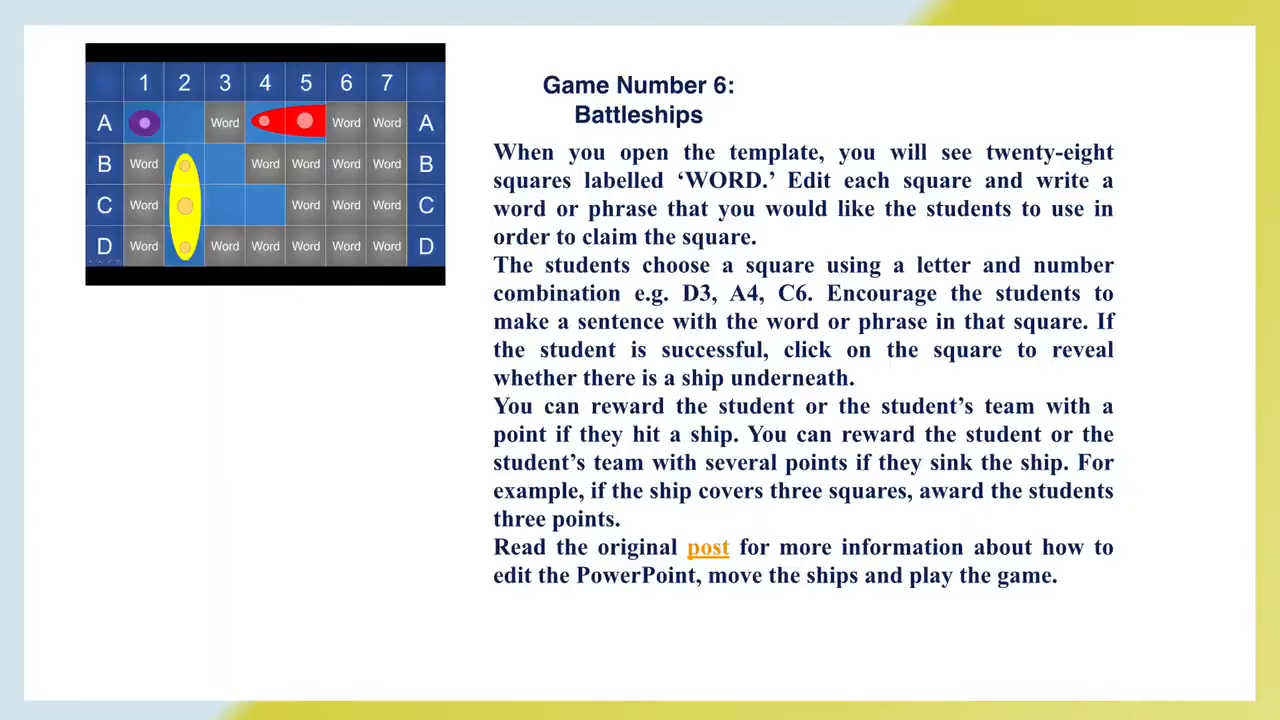 1 2 3 4 5 6 7
A Word Word Word A
B Word Word Word Word Word B
C Word Word Word Word C
D Word Word Word Word Word Word D
Game Number 6:
Battleships
When you open the template, you will see twenty-eight
squares labelled ‘WORD.’ Edit each square and write a
word or phrase that you would like the students to use in
order to claim the square.
The students choose a square using a letter and number
combination e.g. D3, A4, C6. Encourage the students to
make a sentence with the word or phrase in that square. If
the student is successful, click on the square to reveal
whether there is a ship underneath.
You can reward the student or the student’s team with a
point if they hit a ship. You can reward the student or the
student’s team with several points if they sink the ship. For
example, if the ship covers three squares, award the students
three points.
Read the original post for more information about how to
edit the PowerPoint, move the ships and play the game.